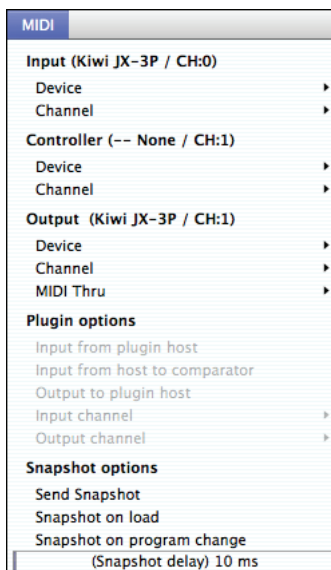 MIDI
Input (Kiwi JX-3P / CH:0)
Device
Channel
Controller (-- None / CH:1)
Device
Channel
Output  (Kiwi JX-3P / CH:1)
Device
Channel
MIDI Thru
Plugin options
Input from plugin host
Input from host to comparator
Output to plugin host
Input channel
Output channel
Snapshot options
Send Snapshot
Snapshot on load
Snapshot on program change
(Snapshot delay) 10 ms